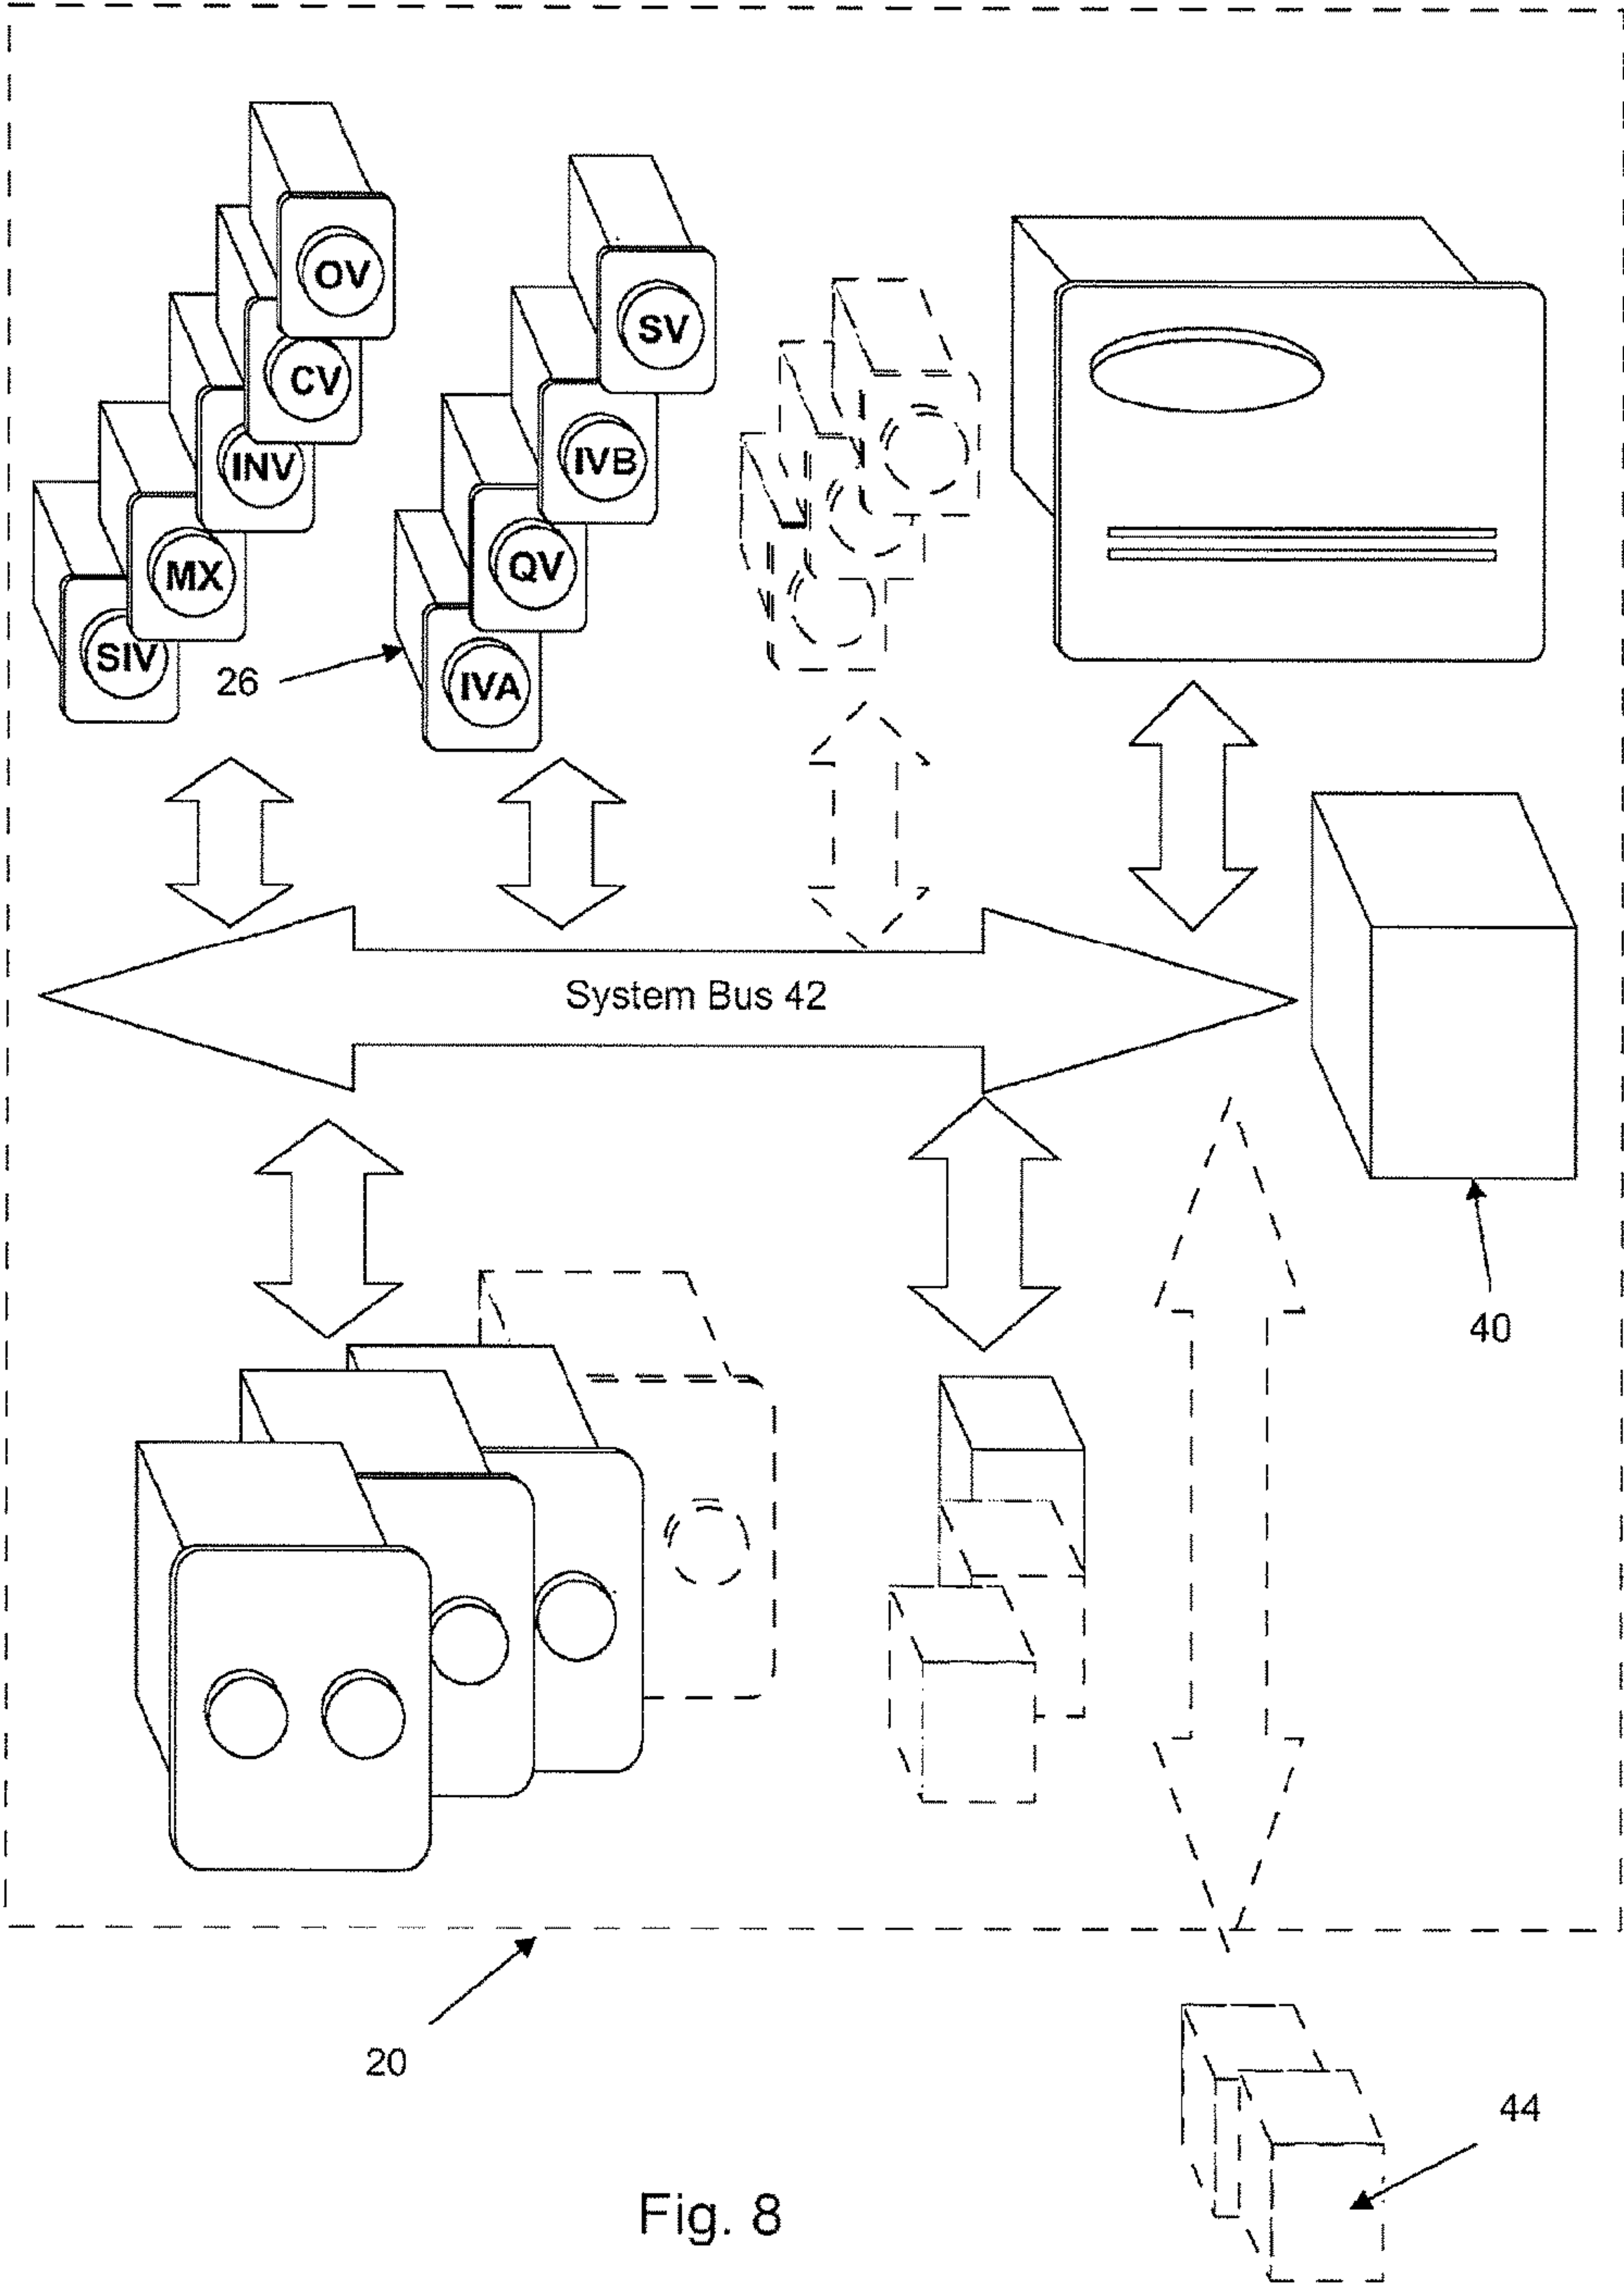 OV
SV
CV
INV
IVB
MX
QV
SIV
26
IVA
System Bus 42
40
20
44
Fig. 8